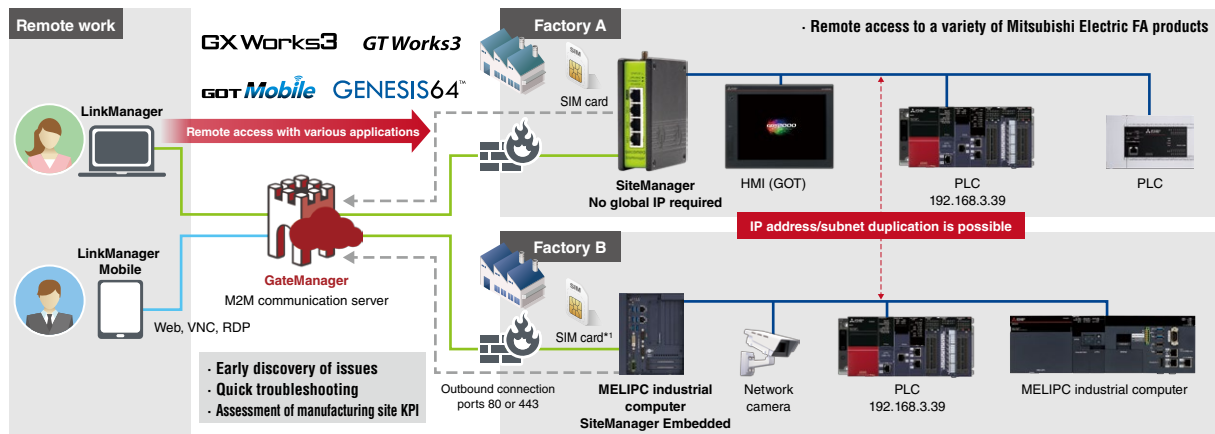 Remote work
GX Works3
GT Works3
GOT Mobile
GENESIS64™
LinkManager
Remote access with various applications
LinkManager
Mobile
Web, VNC, RDP
GateManager
M2M communication server
· Early discovery of issues
· Quick troubleshooting
· Assessment of manufacturing site KPI
Factory A
· Remote access to a variety of Mitsubishi Electric FA products
SIM card
SiteManager
No global IP required
HMI (GOT)
PLC
192.168.3.39
PLC
IP address/subnet duplication is possible
Factory B
SIM card*1
Outbound connection
ports 80 or 443
MELIPC industrial
computer
SiteManager Embedded
Network
camera
PLC
192.168.3.39
MELIPC industrial computer